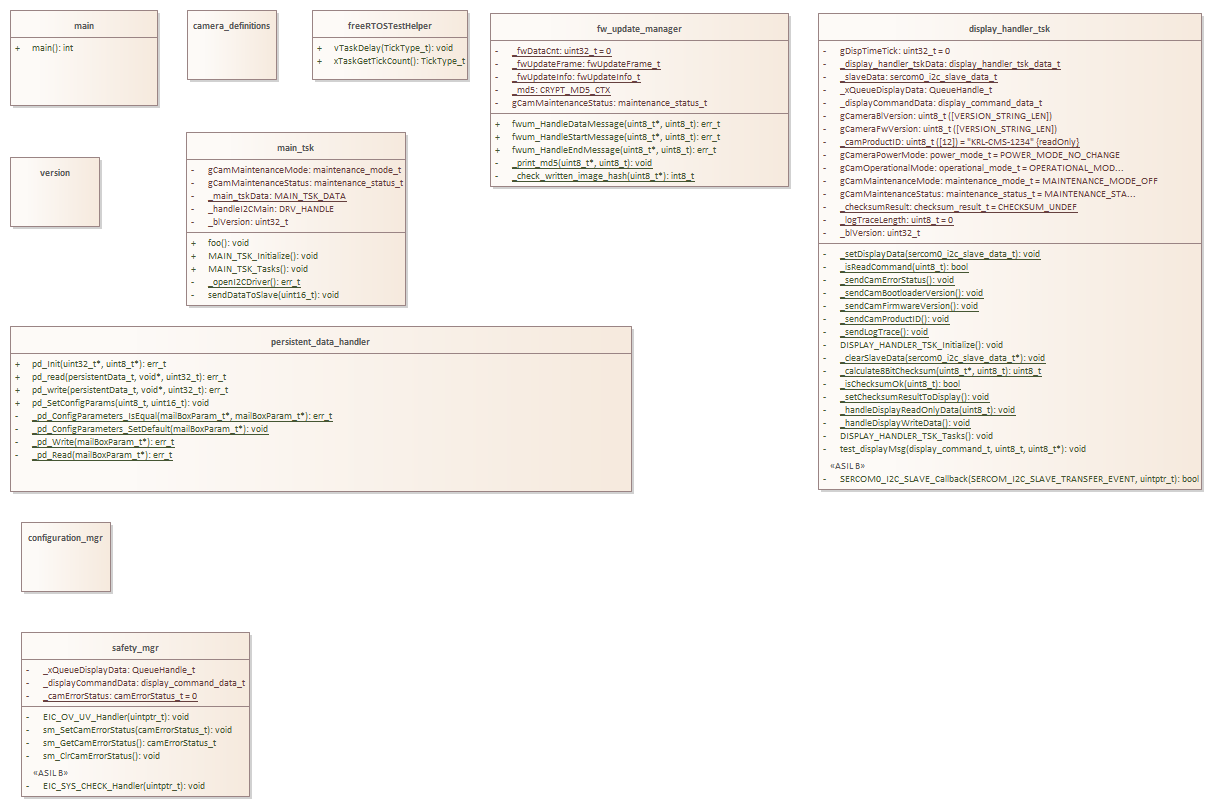 main
+ main(): int
camera_definitions
freeRTOSTestHelper
+ vTaskDelay(TickType_t): void
+ xTaskGetTickCount(): TickType_t
fw_update_manager
- _fwDataCnt: uint32_t = 0
- _fwUpdateFrame: fwUpdateFrame_t
- _fwUpdateInfo: fwUpdateInfo_t
- _md5: CRYPT_MD5_CTX
- gCamMaintenanceStatus: maintenance_status_t
+ fwum_HandleDataMessage(uint8_t*, uint8_t): err_t
+ fwum_HandleStartMessage(uint8_t*, uint8_t): err_t
+ fwum_HandleEndMessage(uint8_t*, uint8_t): err_t
- _print_md5(uint8_t*, uint8_t): void
- _check_written_image_hash(uint8_t*): int8_t
display_handler_tsk
- gDispTimeTick: uint32_t = 0
- _display_handler_tskData: display_handler_tsk_data_t
- _slaveData: sercom0_i2c_slave_data_t
- _xQueueDisplayData: QueueHandle_t
- _displayCommandData: display_command_data_t
- gCameraBlVersion: uint8_t ([VERSION_STRING_LEN])
- gCameraFwVersion: uint8_t ([VERSION_STRING_LEN])
- _camProductID: uint8_t ([12]) = "KRL-CMS-1234" {readOnly}
- gCameraPowerMode: power_mode_t = POWER_MODE_NO_CHANGE
- gCamOperationalMode: operational_mode_t = OPERATIONAL_MOD...
- gCamMaintenanceMode: maintenance_mode_t = MAINTENANCE_MODE_OFF
- gCamMaintenanceStatus: maintenance_status_t = MAINTENANCE_STA...
- _checksumResult: checksum_result_t = CHECKSUM_UNDEF
- _logTraceLength: uint8_t = 0
- _blVersion: uint32_t
- _setDisplayData(sercom0_i2c_slave_data_t): void
- _isReadCommand(uint8_t): bool
- _sendCamErrorStatus(): void
- _sendCamBootloaderVersion(): void
- _sendCamFirmwareVersion(): void
- _sendCamProductID(): void
- _sendLogTrace(): void
- DISPLAY_HANDLER_TSK_Initialize(): void
- _clearSlaveData(sercom0_i2c_slave_data_t*): void
- _calculate8BitChecksum(uint8_t*, uint8_t): uint8_t
- _isChecksumOk(uint8_t): bool
- _setChecksumResultToDisplay(): void
- _handleDisplayReadOnlyData(uint8_t): void
- _handleDisplayWriteData(): void
- DISPLAY_HANDLER_TSK_Tasks(): void
- test_displayMsg(display_command_t, uint8_t, uint8_t*): void
«ASIL B»
- SERCOM0_I2C_SLAVE_Callback(SERCOM_I2C_SLAVE_TRANSFER_EVENT, uintptr_t): bool
version
main_tsk
- gCamMaintenanceMode: maintenance_mode_t
- gCamMaintenanceStatus: maintenance_status_t
- _main_tskData: MAIN_TSK_DATA
- _handleI2CMain: DRV_HANDLE
- _blVersion: uint32_t
+ foo(): void
+ MAIN_TSK_Initialize(): void
+ MAIN_TSK_Tasks(): void
- _openI2CDriver(): err_t
- sendDataToSlave(uint16_t): void
persistent_data_handler
+ pd_Init(uint32_t*, uint8_t*): err_t
+ pd_read(persistentData_t, void*, uint32_t): err_t
+ pd_write(persistentData_t, void*, uint32_t): err_t
+ pd_SetConfigParams(uint8_t, uint16_t): void
- _pd_ConfigParameters_IsEqual(mailBoxParam_t*, mailBoxParam_t*): err_t
- _pd_ConfigParameters_SetDefault(mailBoxParam_t*): void
- _pd_Write(mailBoxParam_t*): err_t
- _pd_Read(mailBoxParam_t*): err_t
configuration_mgr
safety_mgr
- _xQueueDisplayData: QueueHandle_t
- _displayCommandData: display_command_data_t
- _camErrorStatus: camErrorStatus_t = 0
- EIC_OV_UV_Handler(uintptr_t): void
- sm_SetCamErrorStatus(camErrorStatus_t): void
- sm_GetCamErrorStatus(): camErrorStatus_t
- sm_ClrCamErrorStatus(): void
«ASIL B»
- EIC_SYS_CHECK_Handler(uintptr_t): void